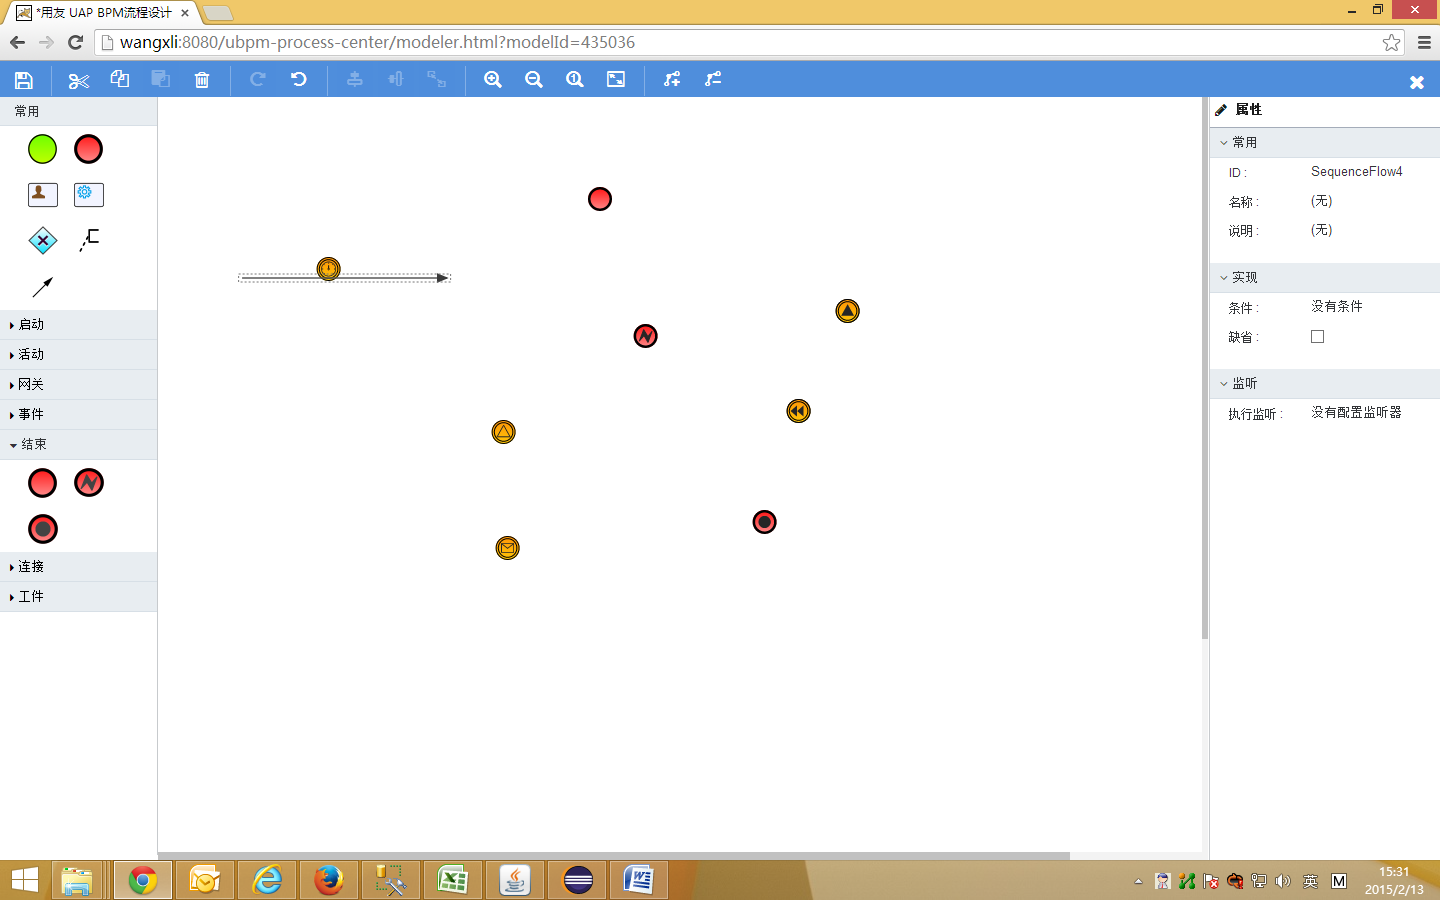 *用友 UAP BPM流程设计
wangxli:8080/ubpm-process-center/modeler.html?modelId=435036
常用
启动
活动
网关
事件
结束
连接
工件
属性
常用
ID : SequenceFlow4
名称 : (无)
说明 : (无)
实现
条件 : 没有条件
缺省 :
监听
执行监听 : 没有配置监听器
英 M
15:31
2015/2/13